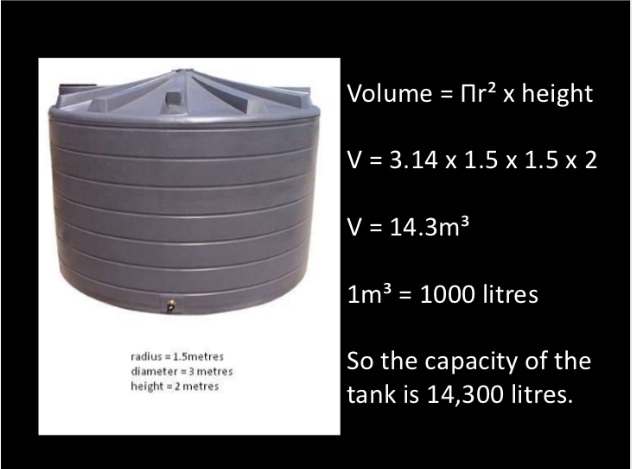 Volume = Πr² x height
V = 3.14 x 1.5 x 1.5 x 2
V = 14.3m³
1m³ = 1000 litres
So the capacity of the
tank is 14,300 litres.
radius = 1.5metres
diameter = 3 metres
height = 2 metres